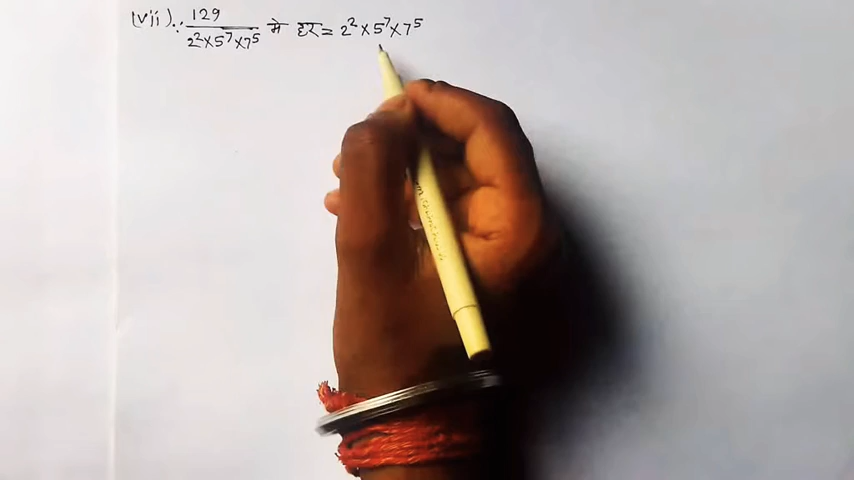 (vii) ∵ 129/2²×5⁷×7⁵ में हर = 2²×5⁷×7⁵